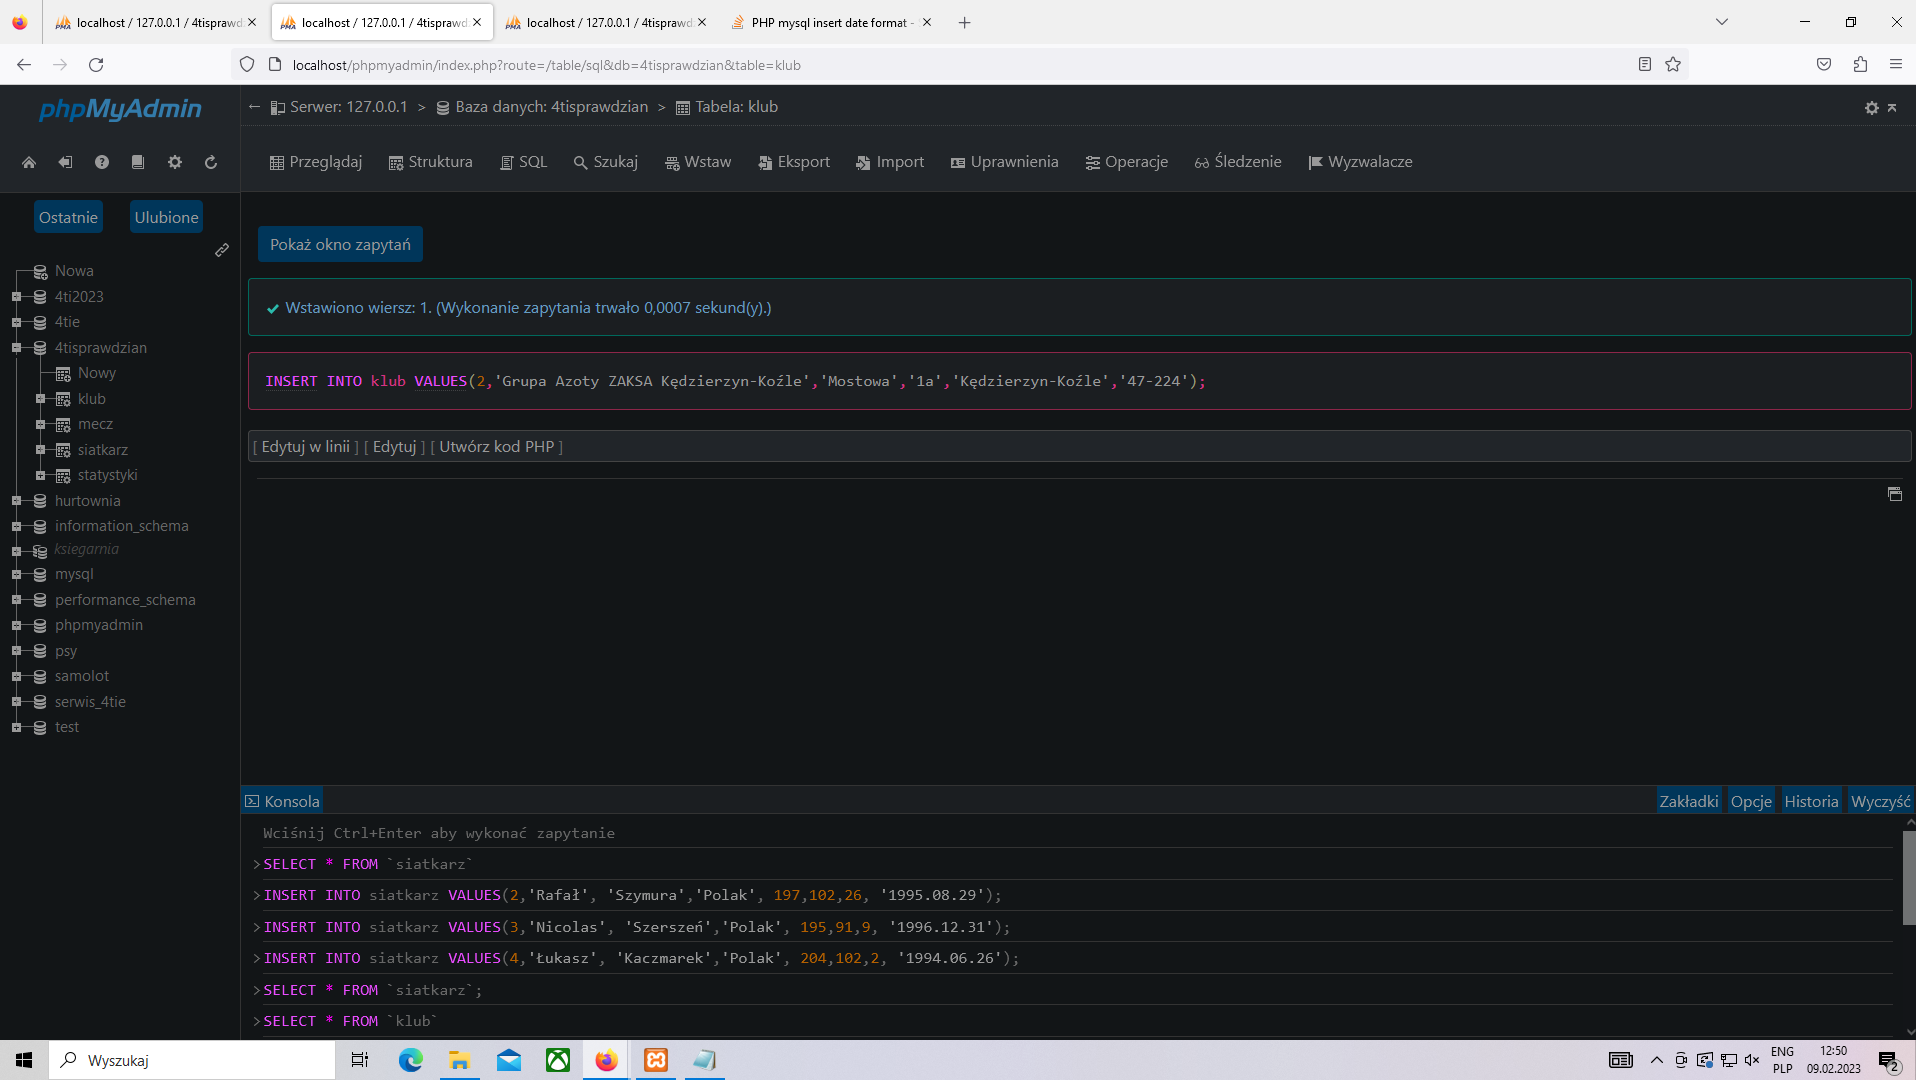 localhost / 127.0.0.1 / 4tisprawd
localhost / 127.0.0.1 / 4tisprawd
localhost / 127.0.0.1 / 4tisprawd
PHP mysql insert date format -
localhost/phpmyadmin/index.php?route=/table/sql&db=4tisprawdzian&table=klub
phpMyAdmin
Serwer: 127.0.0.1 > Baza danych: 4tisprawdzian > Tabela: klub
Przeglądaj Struktura SQL Szukaj Wstaw Eksport Import Uprawnienia Operacje Śledzenie Wyzwalacze
Ostatnie Ulubione
Nowa
4ti2023
4tie
4tisprawdzian
Nowy
klub
mecz
siatkarz
statystyki
hurtownia
information_schema
ksiegarnia
mysql
performance_schema
phpmyadmin
psy
samolot
serwis_4tie
test
Pokaż okno zapytań
Wstawiono wiersz: 1. (Wykonanie zapytania trwało 0,0007 sekund(y).)
INSERT INTO klub VALUES(2,'Grupa Azoty ZAKSA Kędzierzyn-Koźle','Mostowa','1a','Kędzierzyn-Koźle','47-224');
[ Edytuj w linii ] [ Edytuj ] [ Utwórz kod PHP ]
Konsola
Zakładki Opcje Historia Wyczyść
Wciśnij Ctrl+Enter aby wykonać zapytanie
>SELECT * FROM `siatkarz`
>INSERT INTO siatkarz VALUES(2,'Rafał', 'Szymura','Polak', 197,102,26, '1995.08.29');
>INSERT INTO siatkarz VALUES(3,'Nicolas', 'Szerszeń','Polak', 195,91,9, '1996.12.31');
>INSERT INTO siatkarz VALUES(4,'Łukasz', 'Kaczmarek','Polak', 204,102,2, '1994.06.26');
>SELECT * FROM `siatkarz`;
>SELECT * FROM `klub`
Wyszukaj
ENG
PLP
12:50
09.02.2023
2